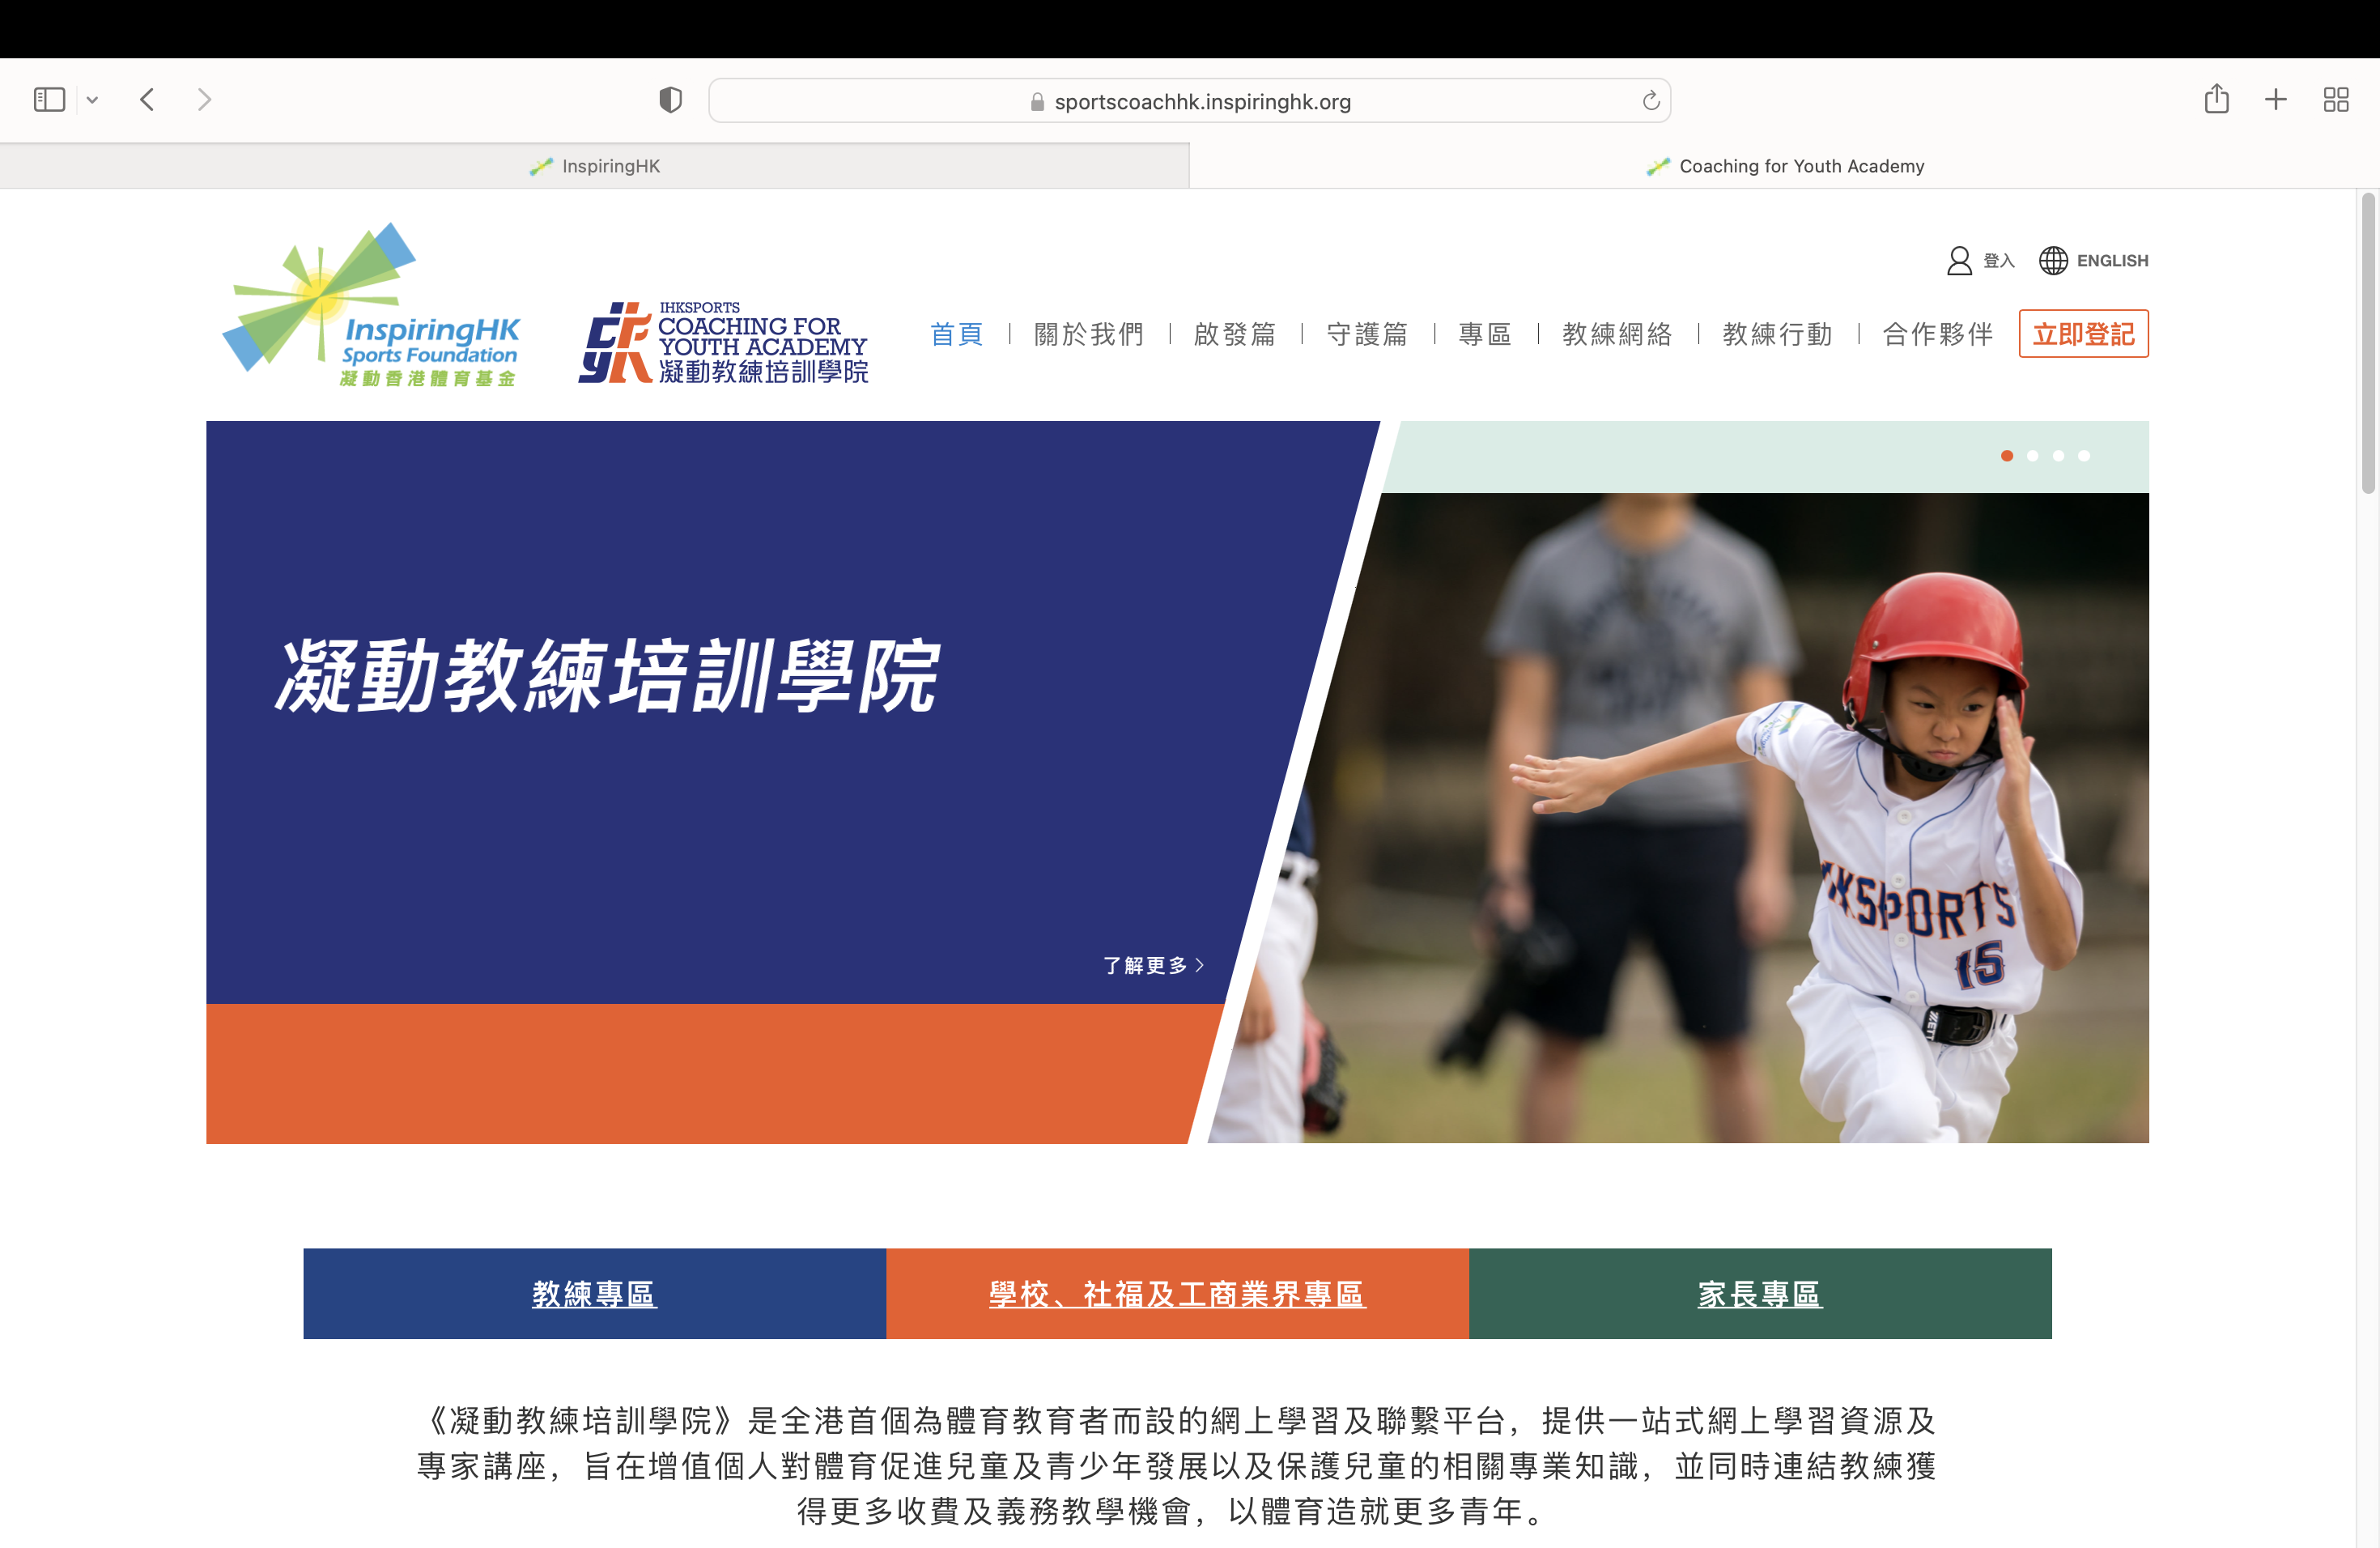 sportscoachhk.inspiringhk.org
InspiringHK
Coaching for Youth Academy
登入
ENGLISH
InspiringHK
Sports Foundation
凝動香港體育基金
IHKSPORTS
COACHING FOR
YOUTH ACADEMY
凝動教練培訓學院
首頁
關於我們
啟發篇
守護篇
專區
教練網絡
教練行動
合作夥伴
立即登記
凝動教練培訓學院
了解更多
KSPORTS
15
教練專區
學校、社福及工商業界專區
家長專區
《凝動教練培訓學院》是全港首個為體育教育者而設的網上學習及聯繫平台，提供一站式網上學習資源及
專家講座，旨在增值個人對體育促進兒童及青少年發展以及保護兒童的相關專業知識，並同時連結教練獲
得更多收費及義務教學機會，以體育造就更多青年。